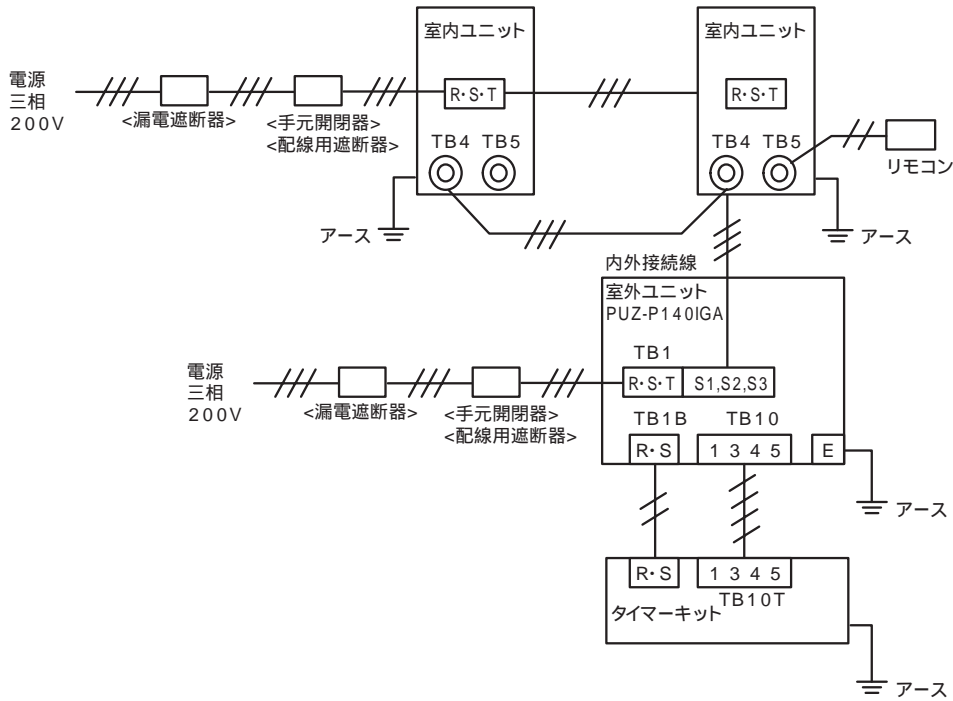 室内ユニット
室内ユニット
電源
三相
200V
R・S・T
R・S・T
<漏電遮断器>
<手元開閉器>
<配線用遮断器>
TB4 TB5
TB4 TB5
リモコン
アース
アース
内外接続線
室外ユニット
PUZ-P140IGA
TB1
電源
三相
200V
R・S・T
S1,S2,S3
<漏電遮断器>
<手元開閉器>
<配線用遮断器>
TB1B
TB10
R・S
1 3 4 5
E
アース
R・S
1 3 4 5
TB10T
タイマーキット
アース